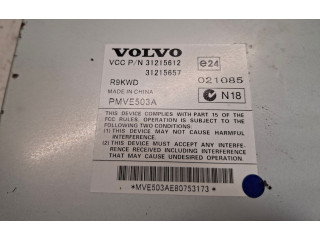 VOLVO
VCC P/N 31215612
31215657
e24
R9KWD
021085
MADE IN CHINA
PMVE503A
N18
THIS DEVICE COMPLIES WITH PART 15 OF THE
FCC RULES. OPERATION IS SUBJECT TO THE
FOLLOWING TWO CONDITIONS:
(1) THIS DEVICE MAY NOT CAUSE HARMFUL
INTERFERENCE
(2) THIS DEVICE MUST ACCEPT ANY INTERFE-
RENCE RECEIVED, INCLUDING
INTERFERENCE THAT MAY CAUSE
UNDESIRED OPERATION.
*MVE503AE80753173*